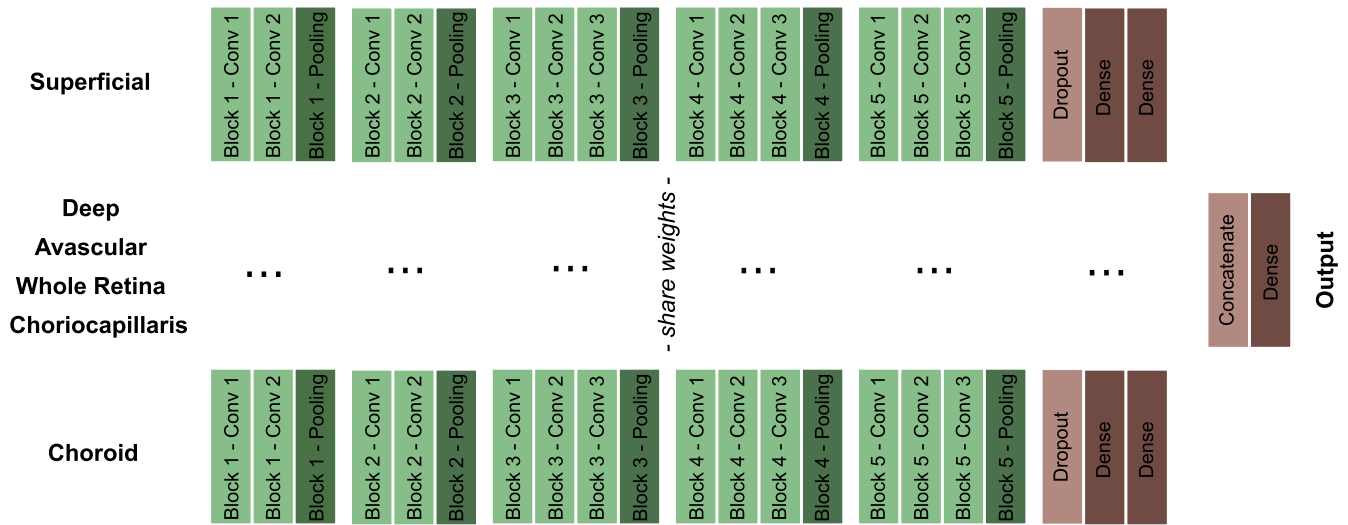 Superficial
Block 1 - Conv 1
Block 1 - Conv 2
Block 1 - Pooling
Block 2 - Conv 1
Block 2 - Conv 2
Block 2 - Pooling
Block 3 - Conv 1
Block 3 - Conv 2
Block 3 - Conv 3
Block 3 - Pooling
Block 4 - Conv 1
Block 4 - Conv 2
Block 4 - Conv 3
Block 4 - Pooling
Block 5 - Conv 1
Block 5 - Conv 2
Block 5 - Conv 3
Block 5 - Pooling
Dropout
Dense
Dense
Deep
Avascular
Whole Retina
Choriocapillaris
...
...
...
- share weights -
...
...
...
Concatenate
Dense
Output
Choroid
Block 1 - Conv 1
Block 1 - Conv 2
Block 1 - Pooling
Block 2 - Conv 1
Block 2 - Conv 2
Block 2 - Pooling
Block 3 - Conv 1
Block 3 - Conv 2
Block 3 - Conv 3
Block 3 - Pooling
Block 4 - Conv 1
Block 4 - Conv 2
Block 4 - Conv 3
Block 4 - Pooling
Block 5 - Conv 1
Block 5 - Conv 2
Block 5 - Conv 3
Block 5 - Pooling
Dropout
Dense
Dense